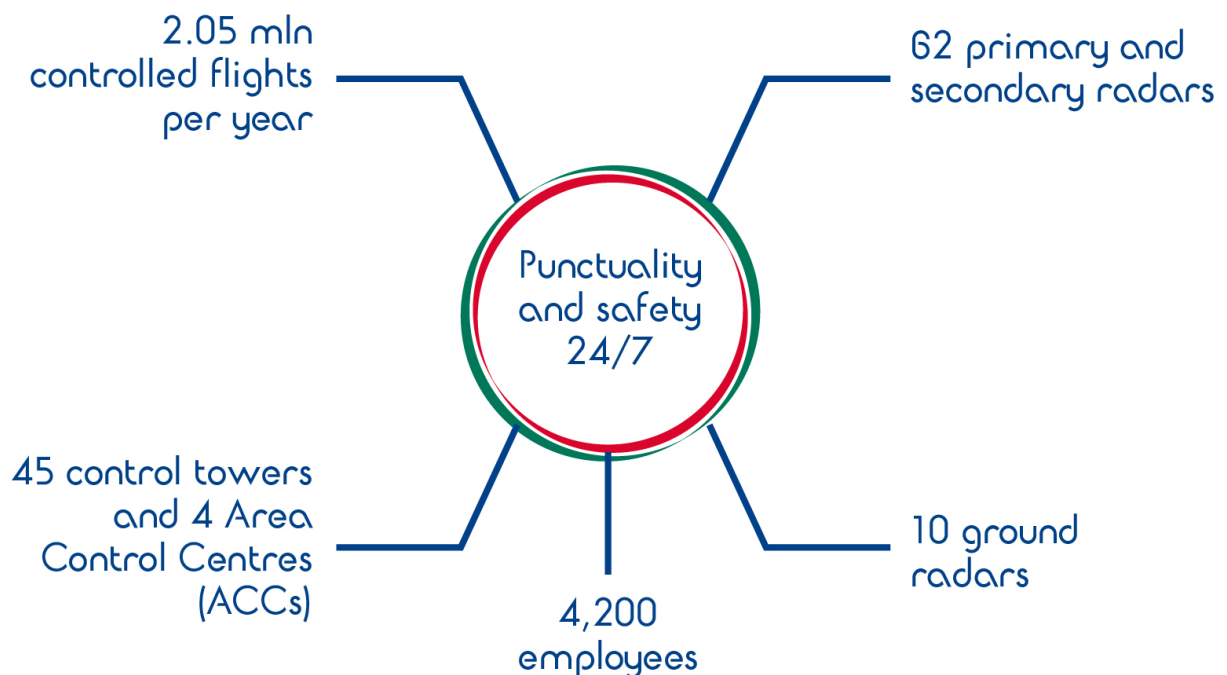 2.05 mln
controlled flights
per year
62 primary and
secondary radars
Punctuality
and safety
24/7
45 control towers
and 4 Area
Control Centres
(ACCs)
10 ground
radars
4,200
employees